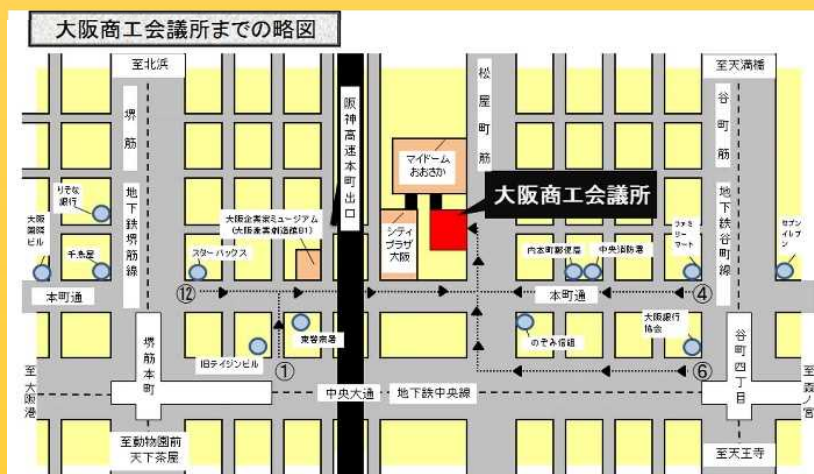 大阪商工会議所までの略図
至北浜
至天満橋
堺筋
地下鉄堺筋線
阪神高速本町出口
松屋町筋
谷町筋
地下鉄谷町線
マイドーム
おおさか
大阪商工会議所
りそな
銀行
大阪
国際
ビル
千鳥屋
スターバックス
大阪企業家ミュージアム
(大阪産業創造館B1)
シティ
プラザ
大阪
内本町郵便局
中央消防署
ファミ
リー
マート
セブン
イレブ
ン
本町通
⑫
本町通
④
堺筋本町
旧テイジンビル
①
東警察署
のぞみ信組
大阪銀行
協会
⑥
谷町四丁目
至大阪港
中央大通
地下鉄中央線
至森ノ宮
至動物園前
天下茶屋
至天王寺